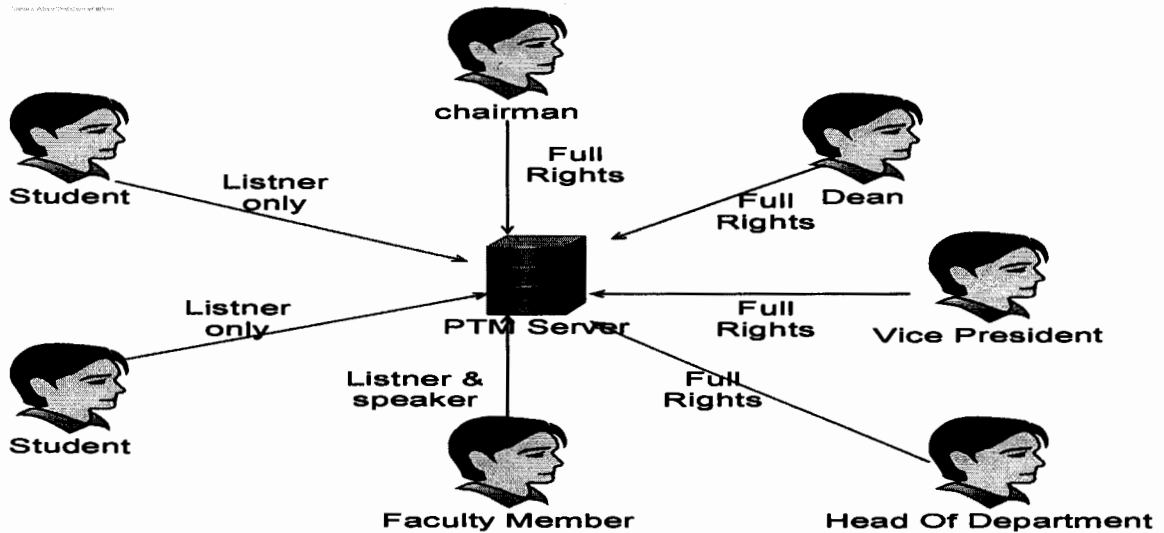 chairman
Full
Rights
Student
Listner
only
Dean
Full
Rights
Vice President
Full
Rights
PTM Server
Listner
only
Student
Listner &
speaker
Faculty Member
Full
Rights
Head Of Department